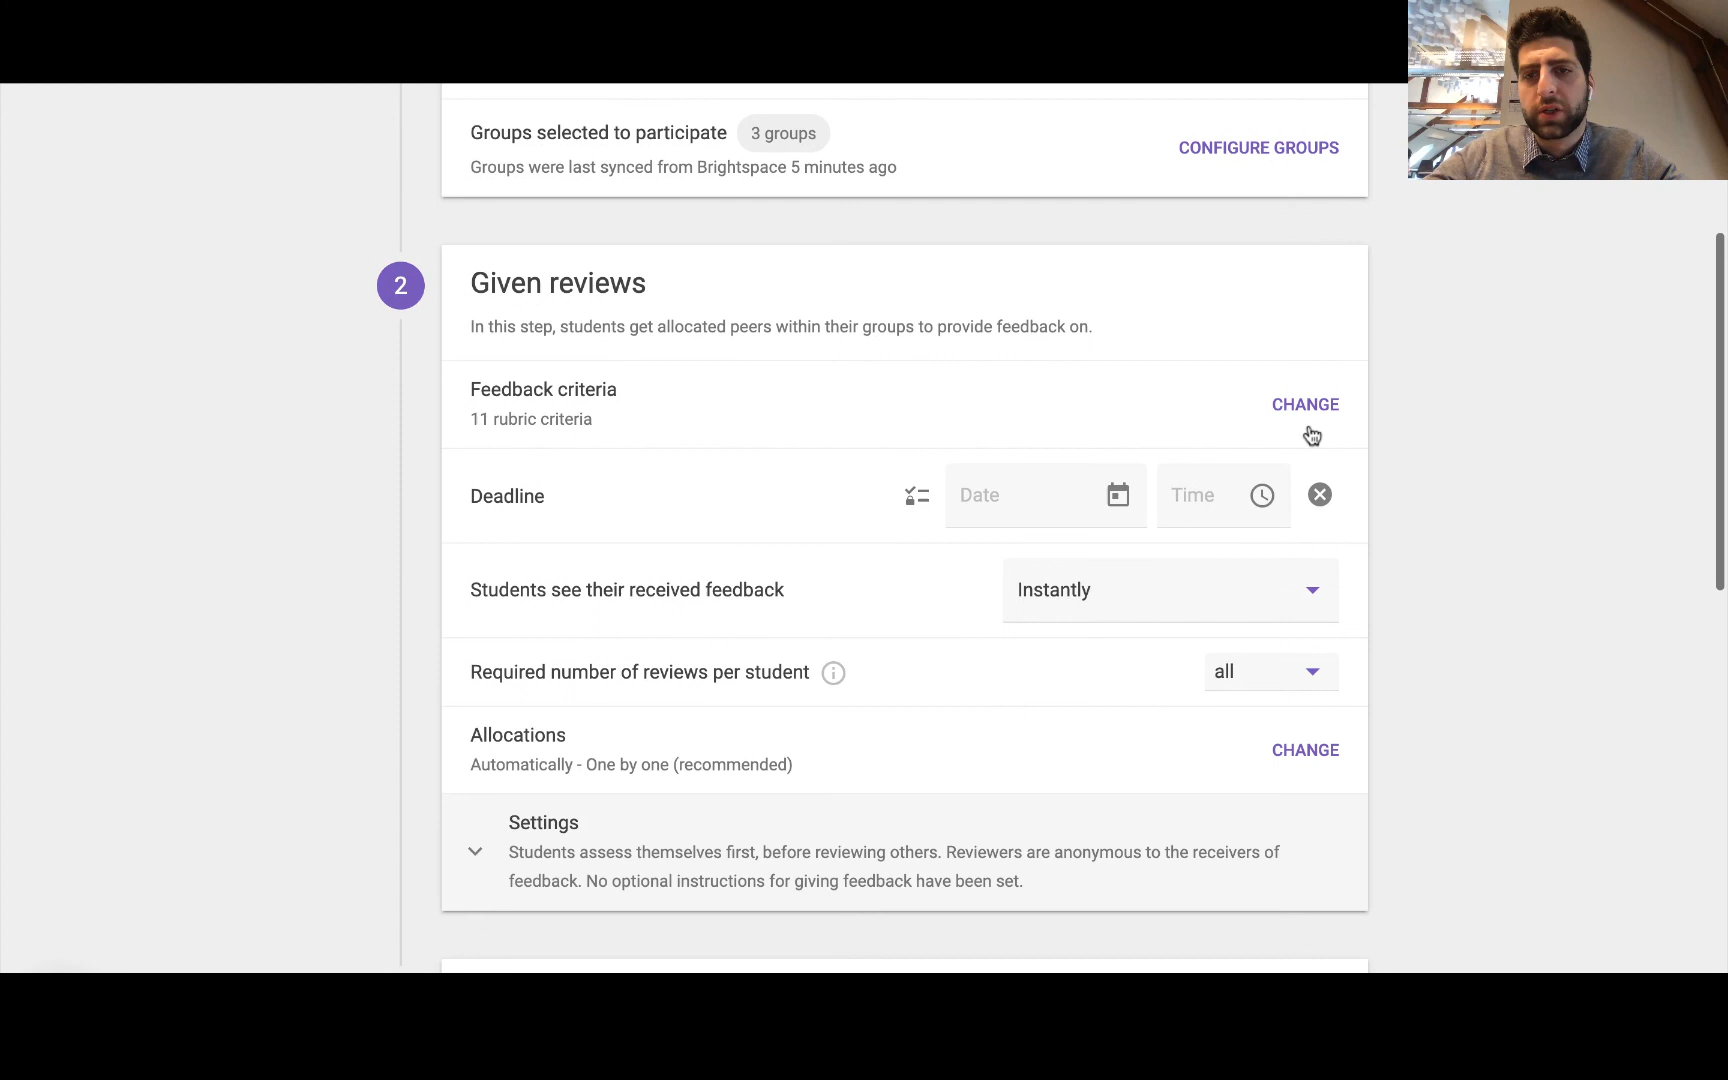 Groups selected to participate 3 groups
CONFIGURE GROUPS
Groups were last synced from Brightspace 5 minutes ago
2
Given reviews
In this step, students get allocated peers within their groups to provide feedback on.
Feedback criteria
CHANGE
11 rubric criteria
Deadline
Date
Time
Students see their received feedback
Instantly
Required number of reviews per student
all
Allocations
CHANGE
Automatically - One by one (recommended)
Settings
Students assess themselves first, before reviewing others. Reviewers are anonymous to the receivers of
feedback. No optional instructions for giving feedback have been set.